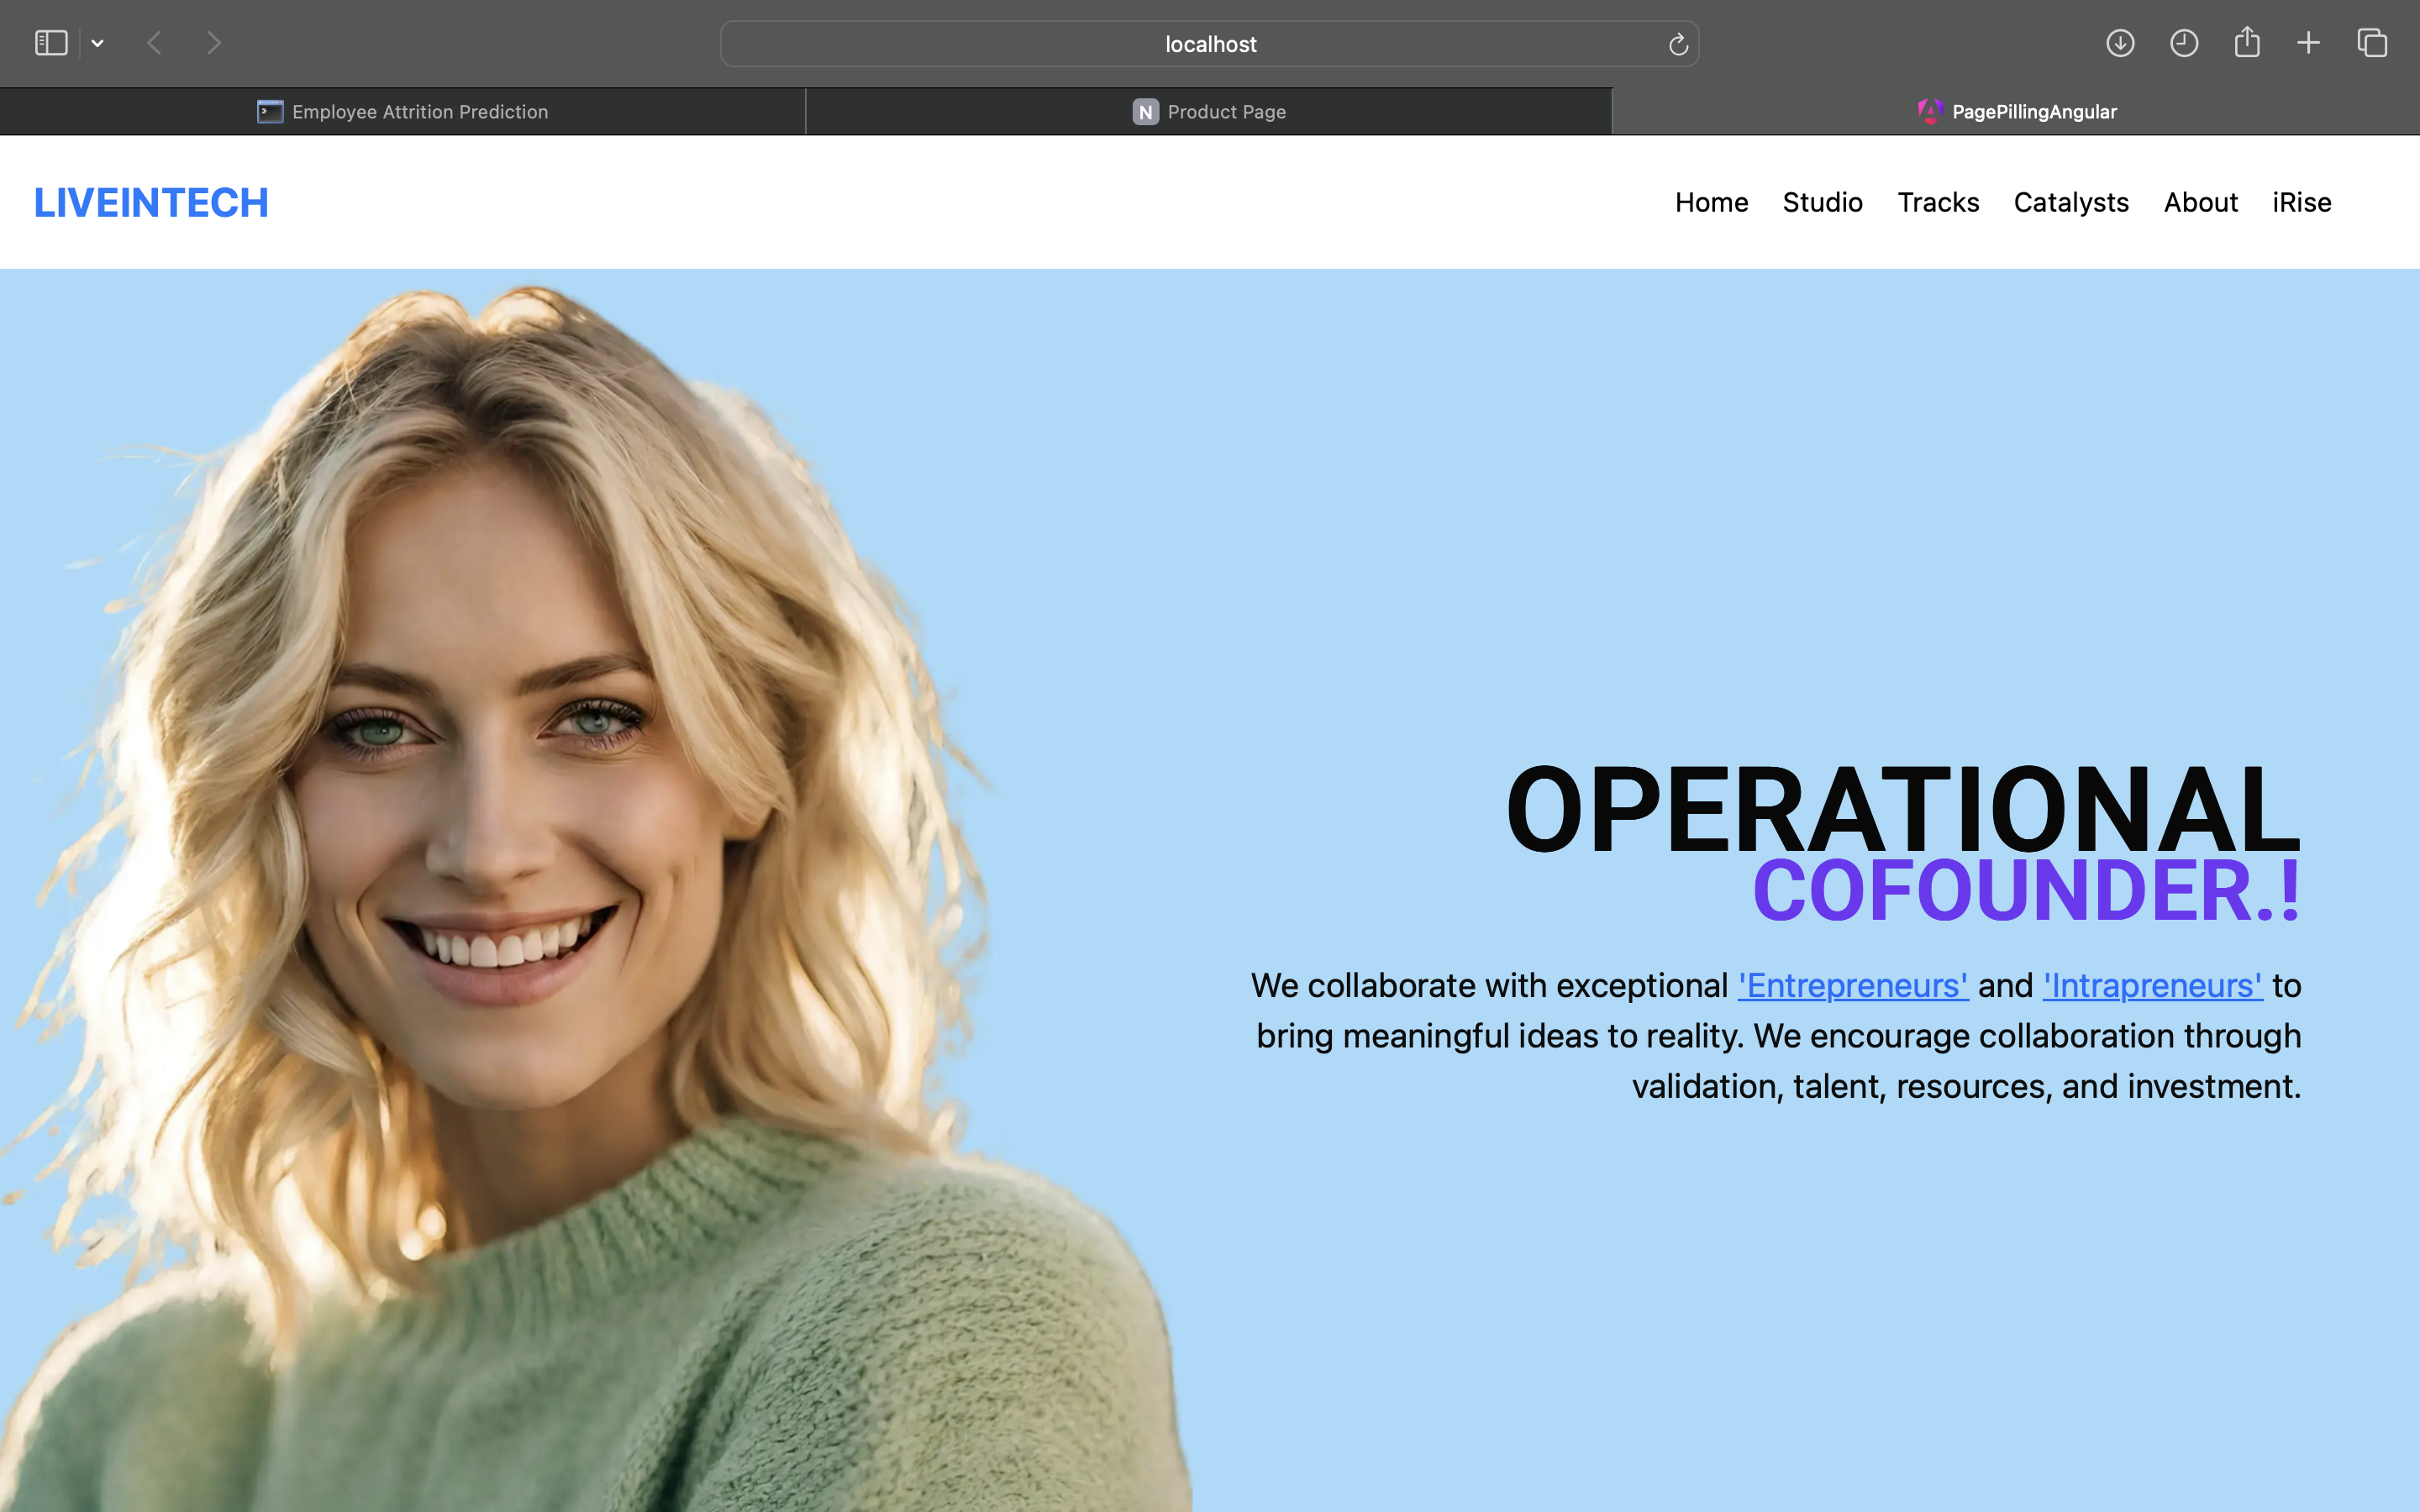 localhost
Employee Attrition Prediction
N Product Page
PagePillingAngular
LIVEINTECH
Home Studio Tracks Catalysts About iRise
OPERATIONAL
COFOUNDER.!
We collaborate with exceptional 'Entrepreneurs' and 'Intrapreneurs' to
bring meaningful ideas to reality. We encourage collaboration through
validation, talent, resources, and investment.